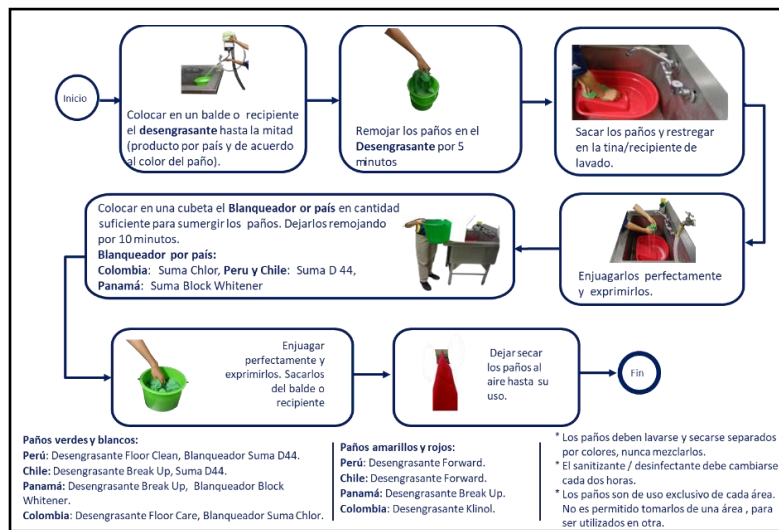 Inicio
Colocar en un balde o recipiente
el desengrasante hasta la mitad
(producto por país y de acuerdo
al color del paño).
Remojar los paños en el
Desengrasante por 5
minutos
Sacar los paños y restregar
en la tina/recipiente de
lavado.
Enjuagarlos perfectamente
y exprimirlos.
Colocar en una cubeta el Blanqueador or país en cantidad
suficiente para sumergir los paños. Dejarlos remojando
por 10 minutos.
Blanqueador por país:
Colombia: Suma Chlor, Peru y Chile: Suma D 44,
Panamá: Suma Block Whitener
Enjuagar
perfectamente y
exprimirlos. Sacarlos
del balde o
recipiente
Dejar secar
los paños al
aire hasta su
uso.
Fin
Paños verdes y blancos:
Perú: Desengrasante Floor Clean, Blanqueador Suma D44.
Chile: Desengrasante Break Up, Suma D44.
Panamá: Desengrasante Break Up, Blanqueador Block
Whitener.
Colombia: Desengrasante Floor Care, Blanqueador Suma Chlor.
Paños amarillos y rojos:
Perú: Desengrasante Forward.
Chile: Desengrasante Forward.
Panamá: Desengrasante Break Up.
Colombia: Desengrasante Klinol.
* Los paños deben lavarse y secarse separados
por colores, nunca mezclarlos.
* El sanitizante / desinfectante debe cambiarse
cada dos horas.
* Los paños son de uso exclusivo de cada área.
No es permitido tomarlos de una área , para
ser utilizados en otra.